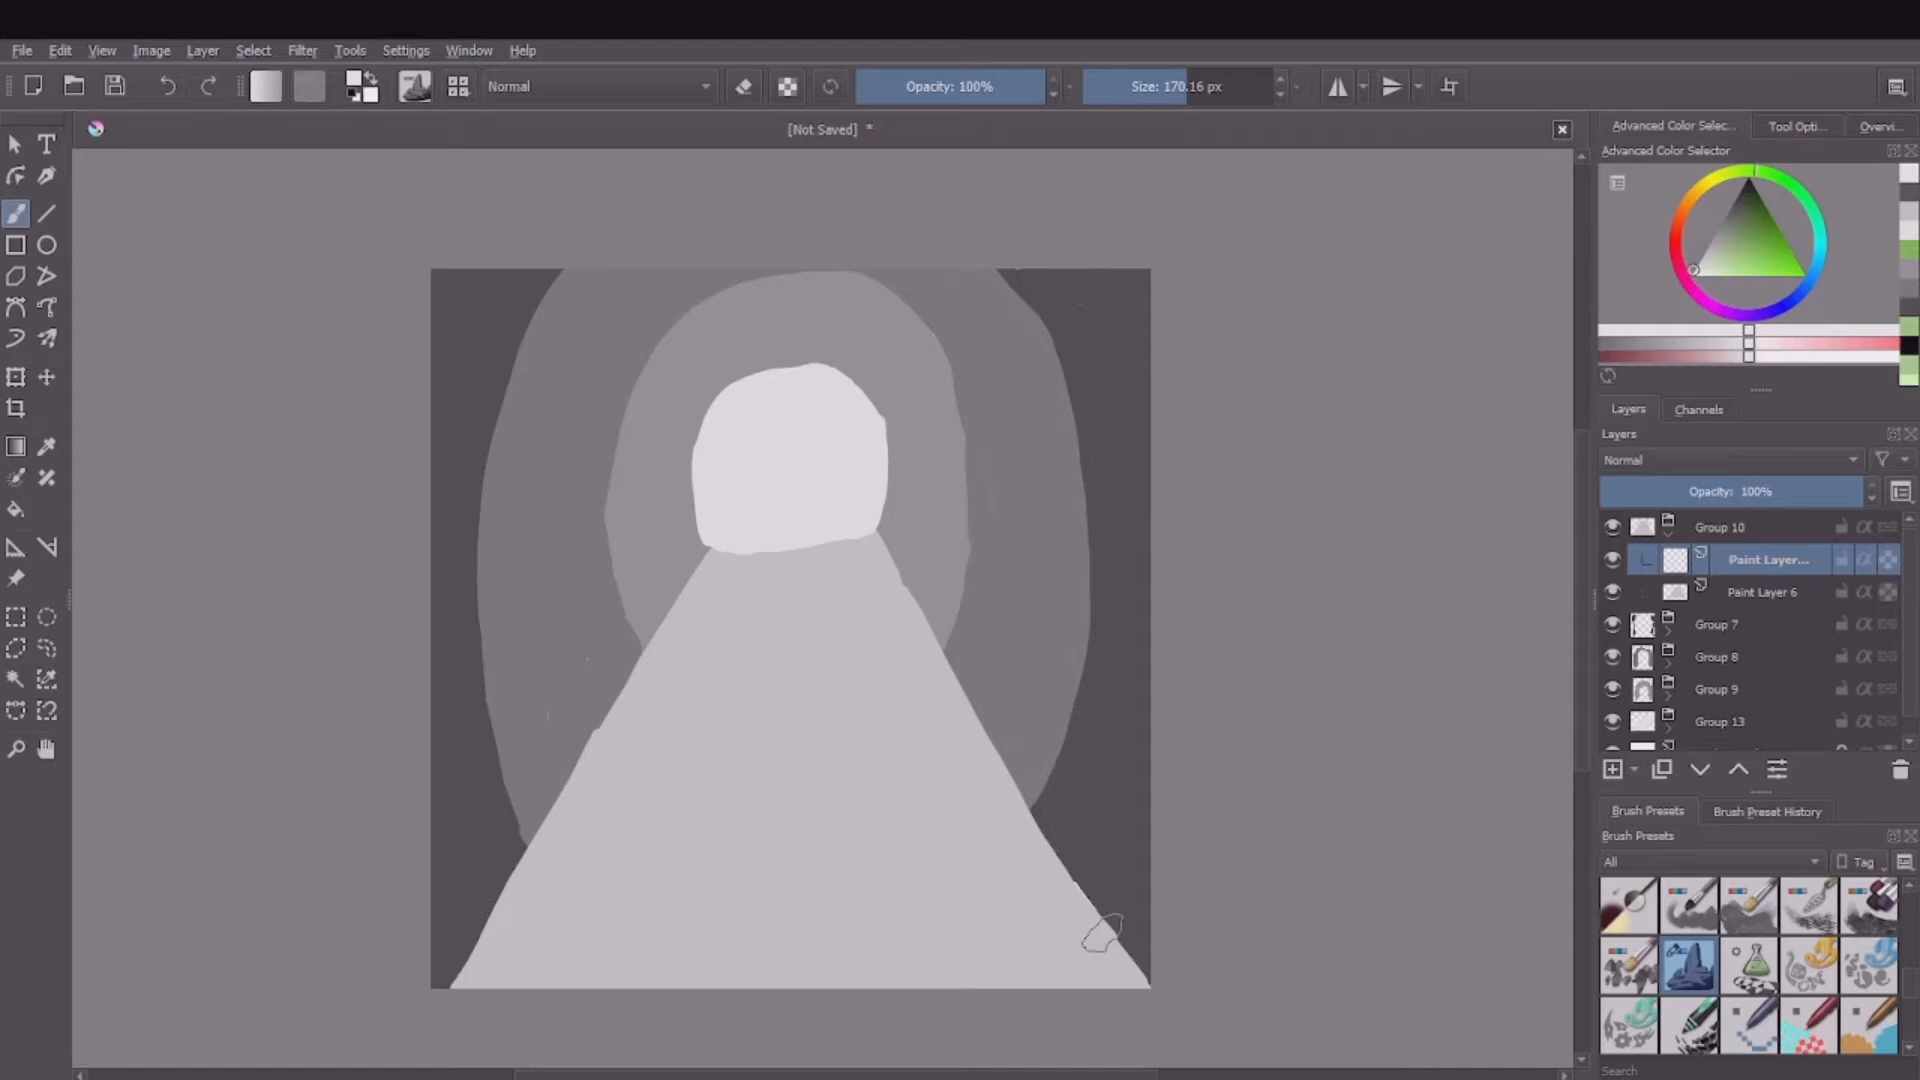 File Edit View Image Layer Select Filter Tools Settings Window Help
Normal Opacity: 100% Size: 170.16 px
[Not Saved] *
Advanced Color Selec... Tool Opti... Overvi...
Advanced Color Selector
Layers Channels
Layers
Normal
Opacity: 100%
Group 10
Paint Layer...
Paint Layer 6
Group 7
Group 8
Group 9
Group 13
Brush Presets Brush Preset History
Brush Presets
All Tag
Search